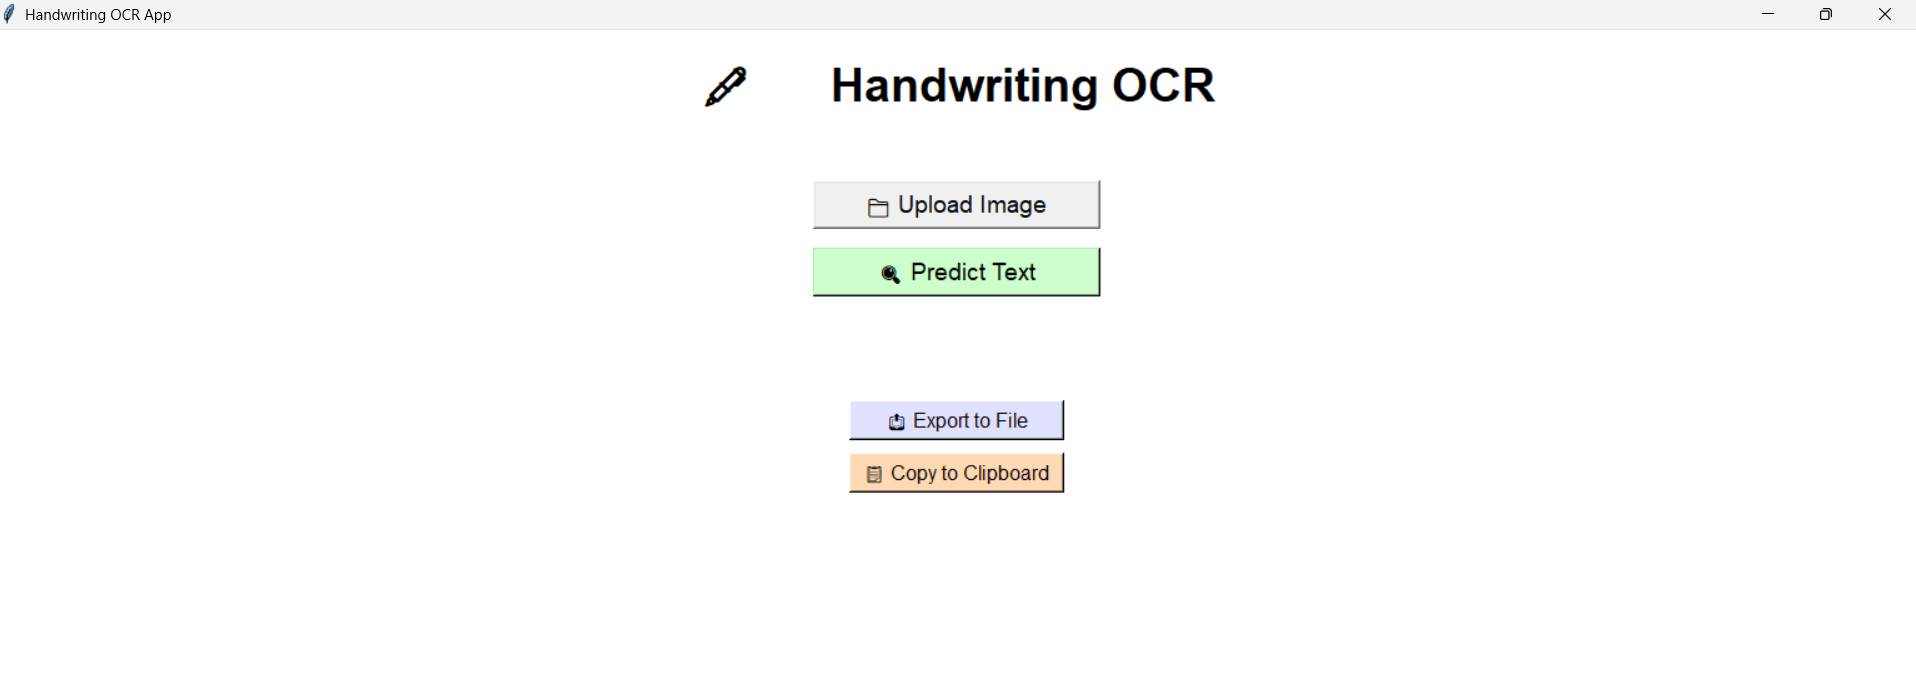 Handwriting OCR App
Handwriting OCR
Upload Image
Predict Text
Export to File
Copy to Clipboard